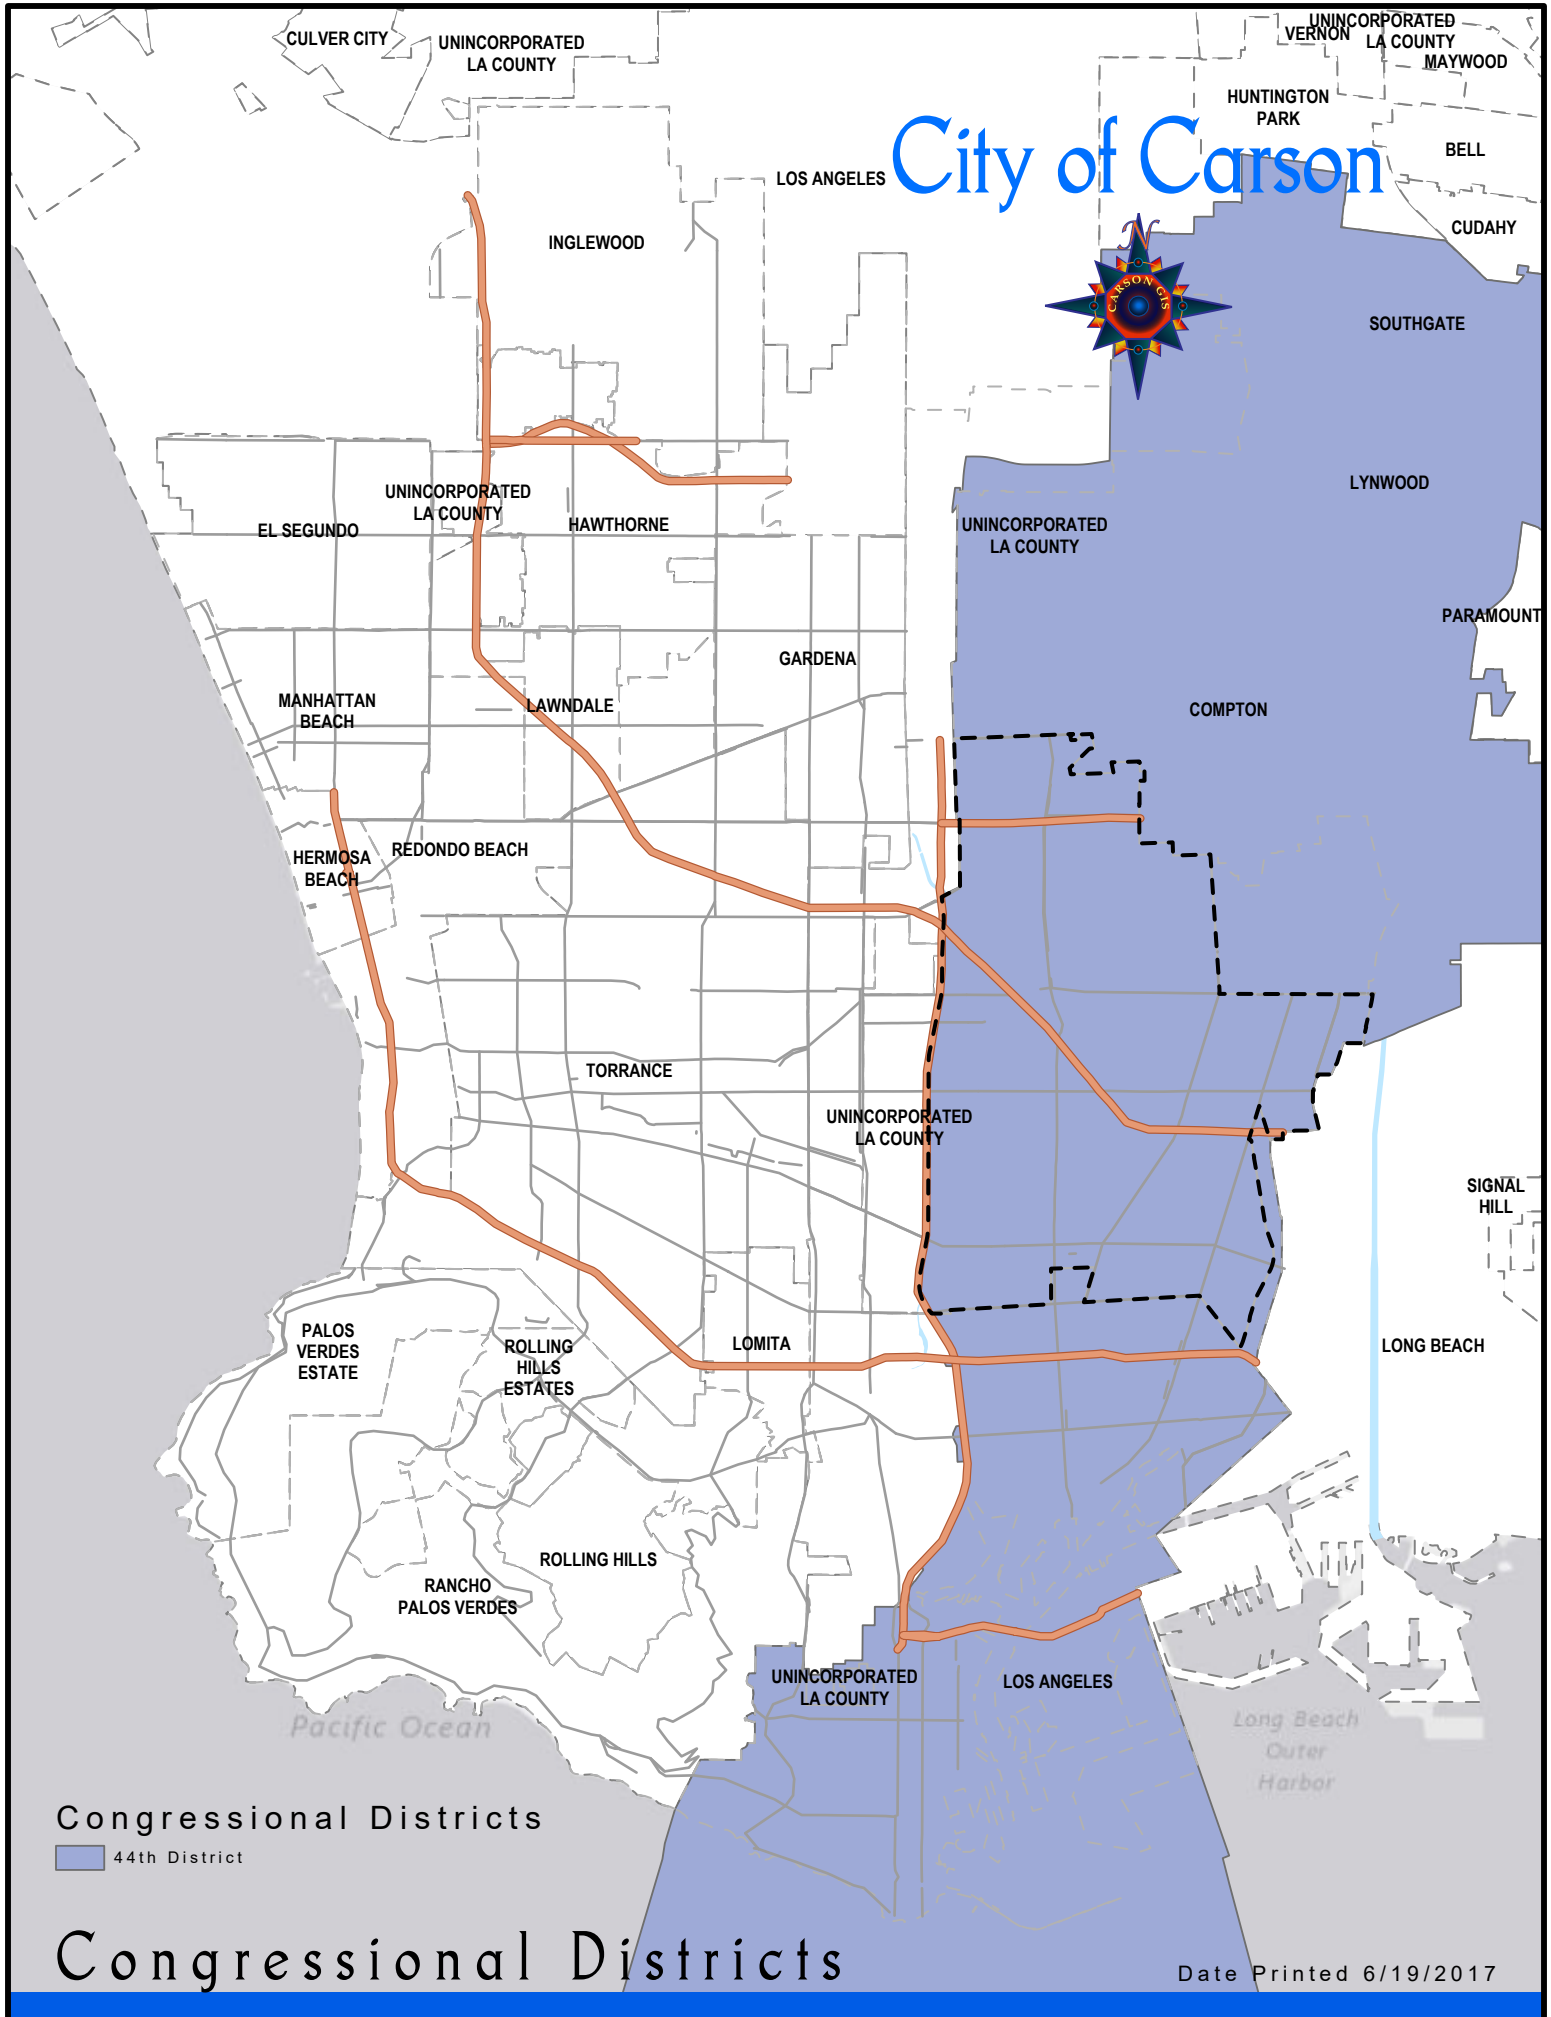 CULVER CITY
UNINCORPORATED
LA COUNTY
UNINCORPORATED
LA COUNTY
VERNON
MAYWOOD
HUNTINGTON
PARK
BELL
City of Carson
LOS ANGELES
CUDAHY
N
CARSON GIS
INGLEWOOD
SOUTHGATE
LYNWOOD
UNINCORPORATED
LA COUNTY
EL SEGUNDO
HAWTHORNE
UNINCORPORATED
LA COUNTY
PARAMOUNT
GARDENA
MANHATTAN
BEACH
LAWNDALE
COMPTON
HERMOSA
BEACH
REDONDO BEACH
TORRANCE
UNINCORPORATED
LA COUNTY
SIGNAL
HILL
PALOS
VERDES
ESTATE
ROLLING
HILLS
ESTATES
LOMITA
LONG BEACH
ROLLING HILLS
RANCHO
PALOS VERDES
UNINCORPORATED
LA COUNTY
LOS ANGELES
Pacific Ocean
Long Beach
Outer
Harbor
Congressional Districts
44th District
Congressional Districts
Date Printed 6/19/2017